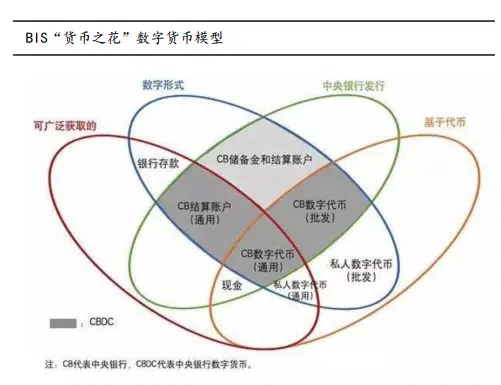 BIS“货币之花”数字货币模型
数字形式
中央银行发行
可广泛获取的
基于代币
银行存款
CB储备金和结算账户
CB结算账户
(通用)
CB数字代币
(批发)
CB数字代币
(通用)
私人数字代币
(批发)
现金
私人数字代币
(通用)
:CBDC
注:CB代表中央银行,CBDC代表中央银行数字货币。